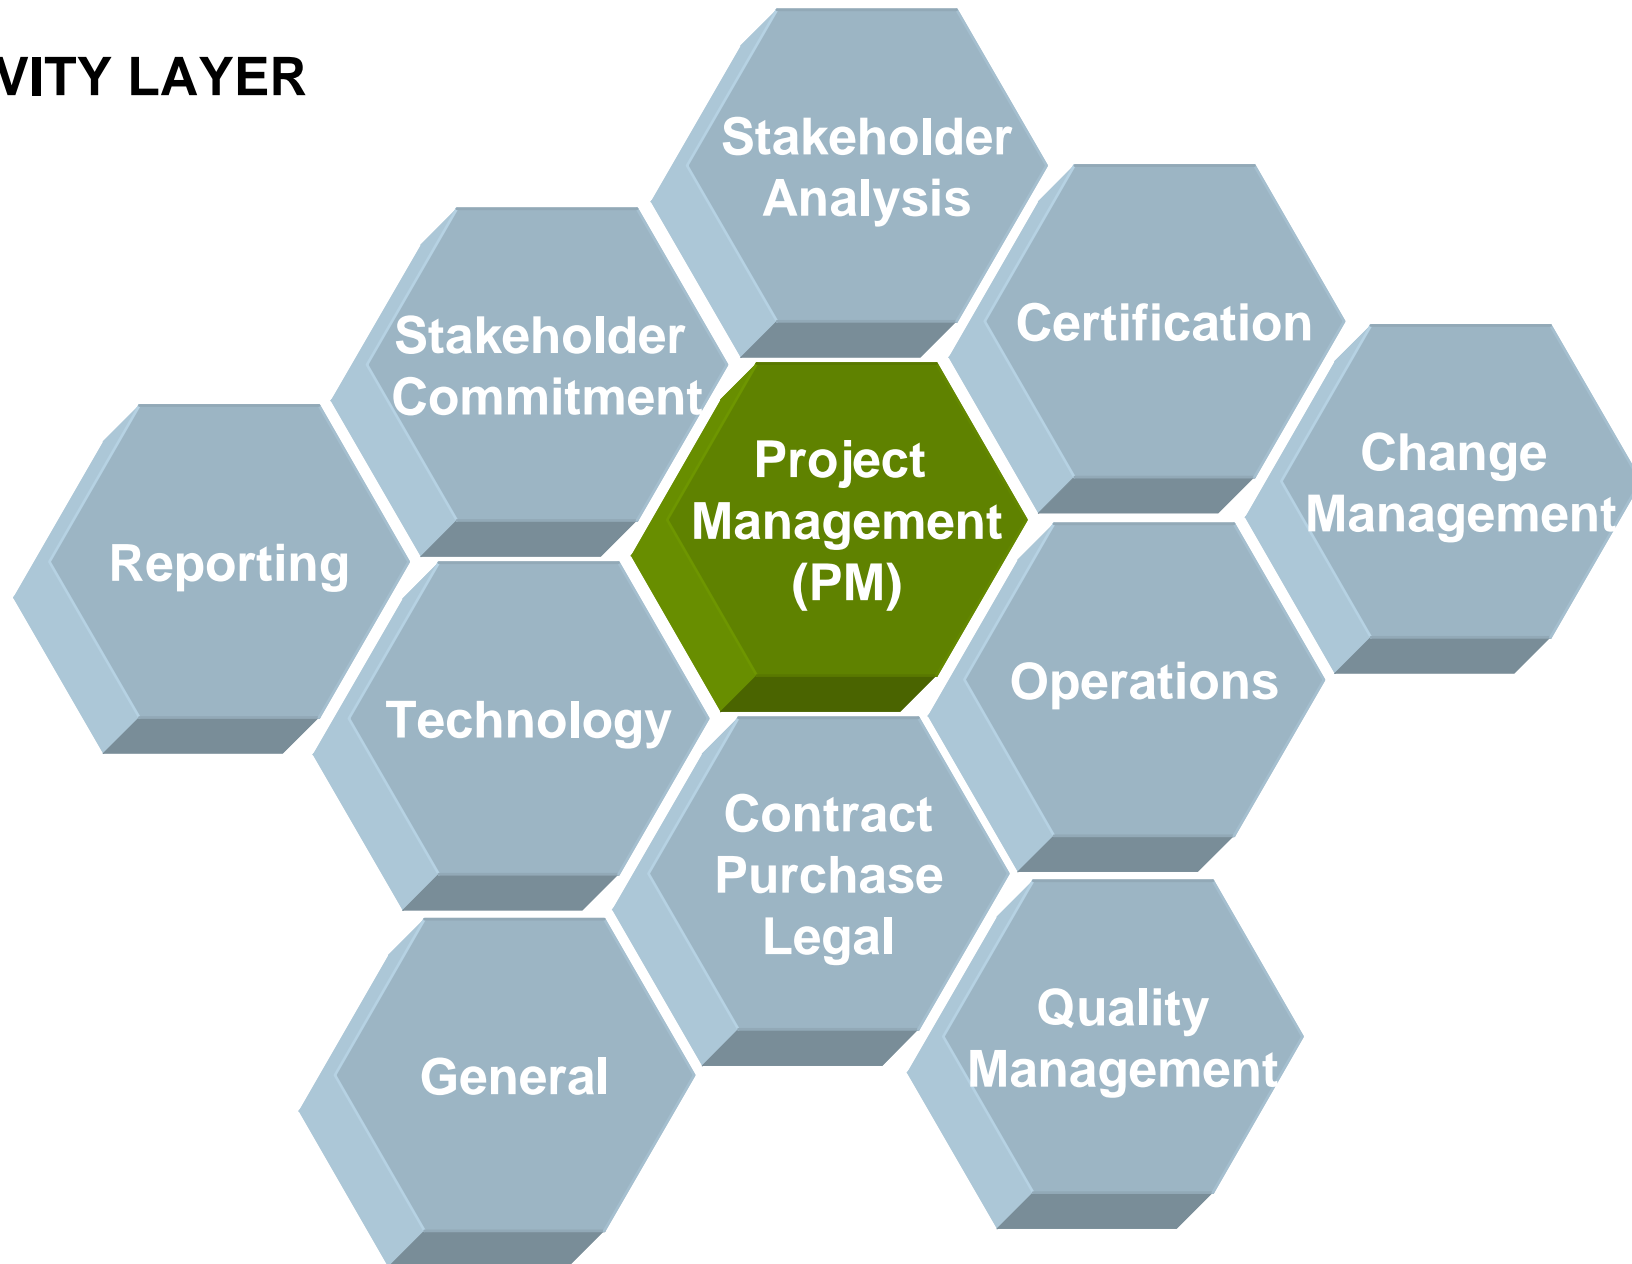 VITY LAYER
Stakeholder
Analysis
Certification
Stakeholder
Commitment
Change
Management
Project
Management
(PM)
Reporting
Operations
Technology
Contract
Purchase
Legal
Quality
Management
General